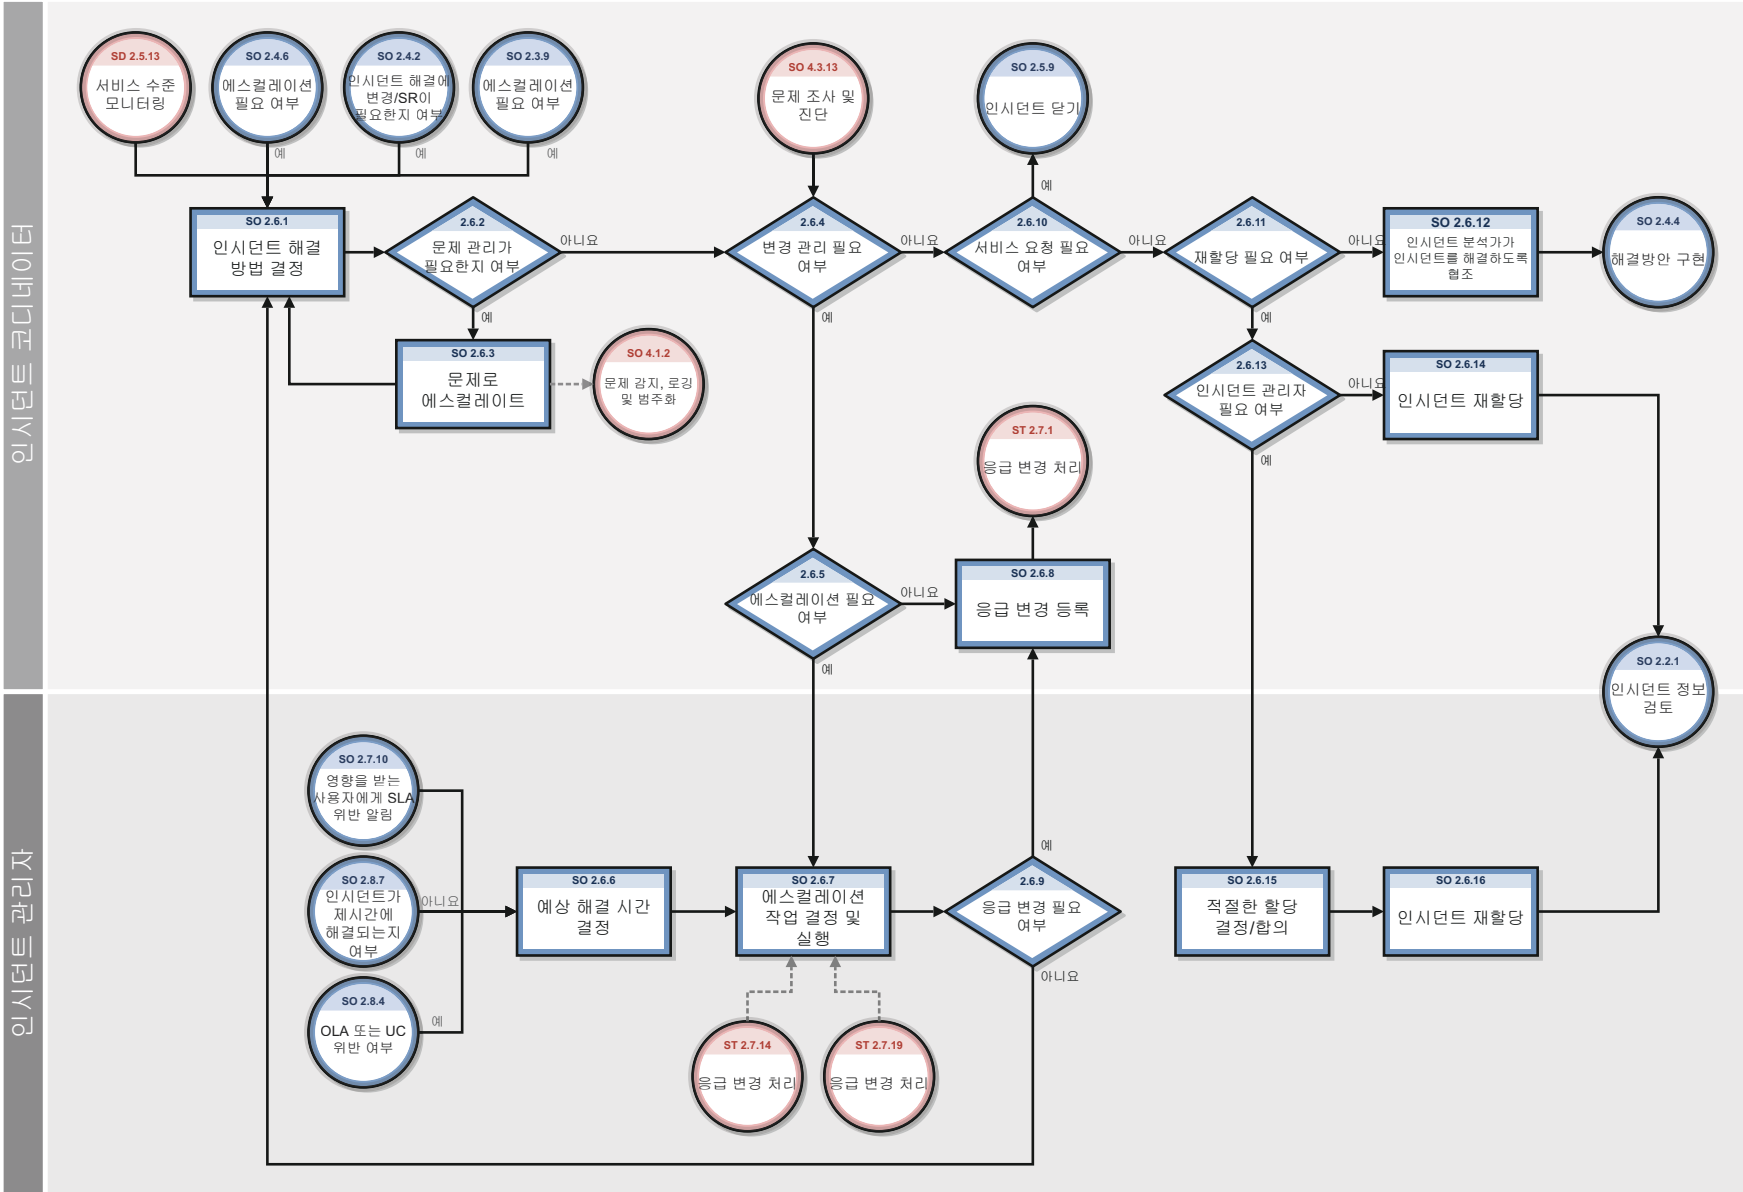 인시던트 코디네이터
SD 2.5.13
서비스 수준
모니터링
SO 2.4.6
에스컬레이션
필요 여부
예
SO 2.4.2
인시던트 해결에
변경/SR이
필요한지 여부
예
SO 2.3.9
에스컬레이션
필요 여부
예
SO 4.3.13
문제 조사 및
진단
SO 2.5.9
인시던트 닫기
SO 2.6.1
인시던트 해결
방법 결정
2.6.2
문제 관리가
필요한지 여부
아니요
예
2.6.4
변경 관리 필요
여부
아니요
예
2.6.10
서비스 요청 필요
여부
예
아니요
2.6.11
재할당 필요 여부
아니요
예
SO 2.6.12
인시던트 분석가가
인시던트를 해결하도록
협조
SO 2.4.4
해결방안 구현
SO 2.6.3
문제로
에스컬레이트
SO 4.1.2
문제 감지, 로깅
및 범주화
2.6.13
인시던트 관리자
필요 여부
아니요
예
SO 2.6.14
인시던트 재할당
ST 2.7.1
응급 변경 처리
2.6.5
에스컬레이션 필요
여부
아니요
예
SO 2.6.8
응급 변경 등록
SO 2.2.1
인시던트 정보
검토
인시던트 관리자
SO 2.7.10
영향을 받는
사용자에게 SLA
위반 알림
SO 2.8.7
인시던트가
제시간에
해결되는지
여부
아니요
SO 2.8.4
OLA 또는 UC
위반 여부
예
SO 2.6.6
예상 해결 시간
결정
SO 2.6.7
에스컬레이션
작업 결정 및
실행
2.6.9
응급 변경 필요
여부
예
아니요
SO 2.6.15
적절한 할당
결정/합의
SO 2.6.16
인시던트 재할당
ST 2.7.14
응급 변경 처리
ST 2.7.19
응급 변경 처리